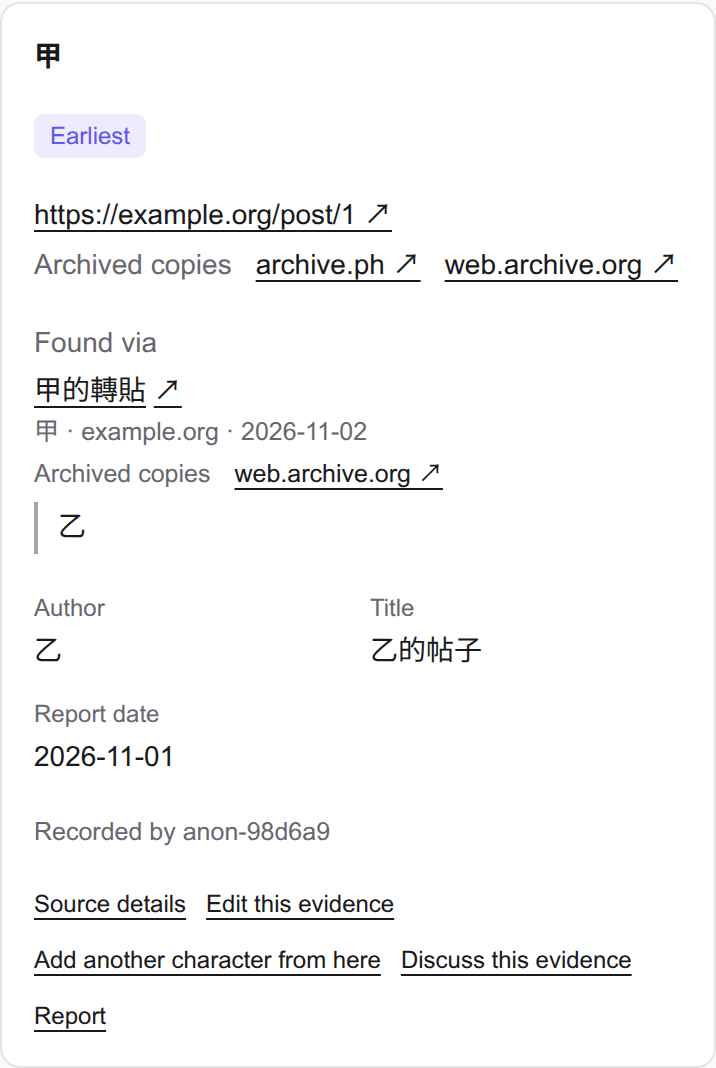 甲
Earliest
https://example.org/post/1 ↗
Archived copies archive.ph ↗ web.archive.org ↗
Found via
甲的轉貼 ↗
甲 · example.org · 2026-11-02
Archived copies web.archive.org ↗
乙
Author Title
乙 乙的帖子
Report date
2026-11-01
Recorded by anon-98d6a9
Source details Edit this evidence
Add another character from here Discuss this evidence
Report